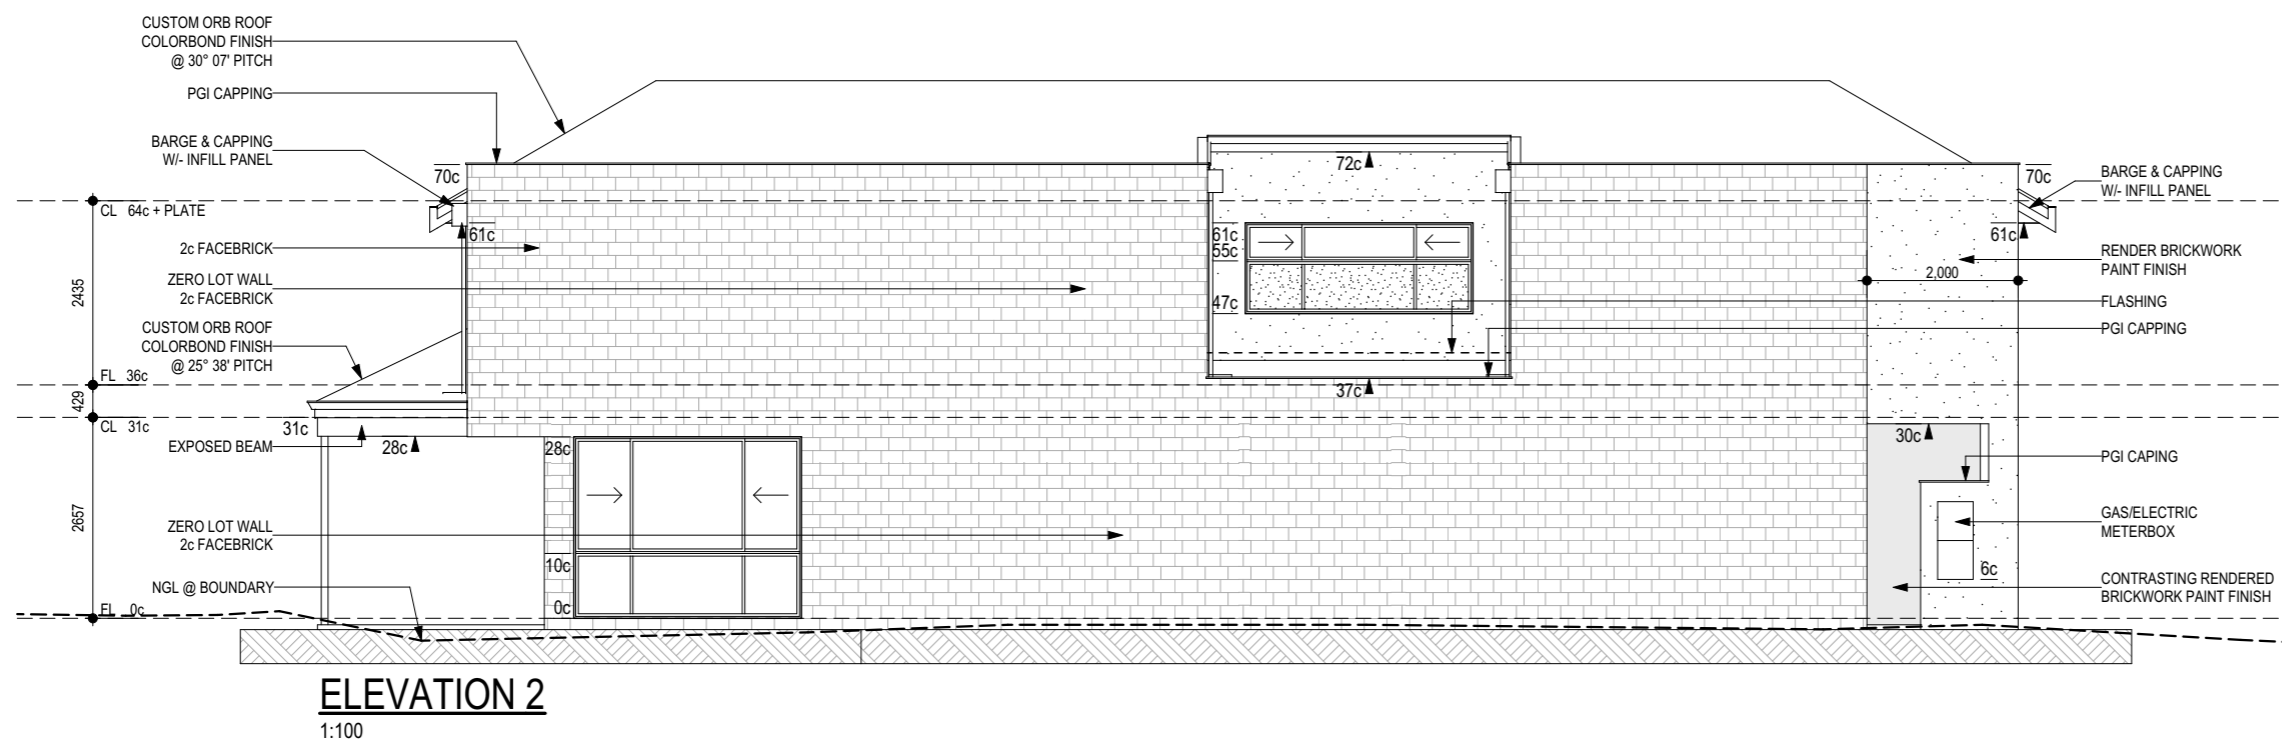 CUSTOM ORB ROOF
COLORBOND FINISH
@ 30° 07' PITCH
PGI CAPPING
BARGE & CAPPING
W/- INFILL PANEL
70c
CL 64c + PLATE
61c
2c FACEBRICK
ZERO LOT WALL
2c FACEBRICK
2435
CUSTOM ORB ROOF
COLORBOND FINISH
@ 25° 38' PITCH
FL 36c
429
CL 31c
31c
EXPOSED BEAM
28c
28c
2657
ZERO LOT WALL
2c FACEBRICK
10c
NGL @ BOUNDARY
0c
FL 0c
72c
61c
55c
47c
37c
70c
BARGE & CAPPING
W/- INFILL PANEL
61c
RENDER BRICKWORK
PAINT FINISH
2,000
FLASHING
PGI CAPPING
30c
PGI CAPING
GAS/ELECTRIC
METERBOX
6c
CONTRASTING RENDERED
BRICKWORK PAINT FINISH
ELEVATION 2
1:100